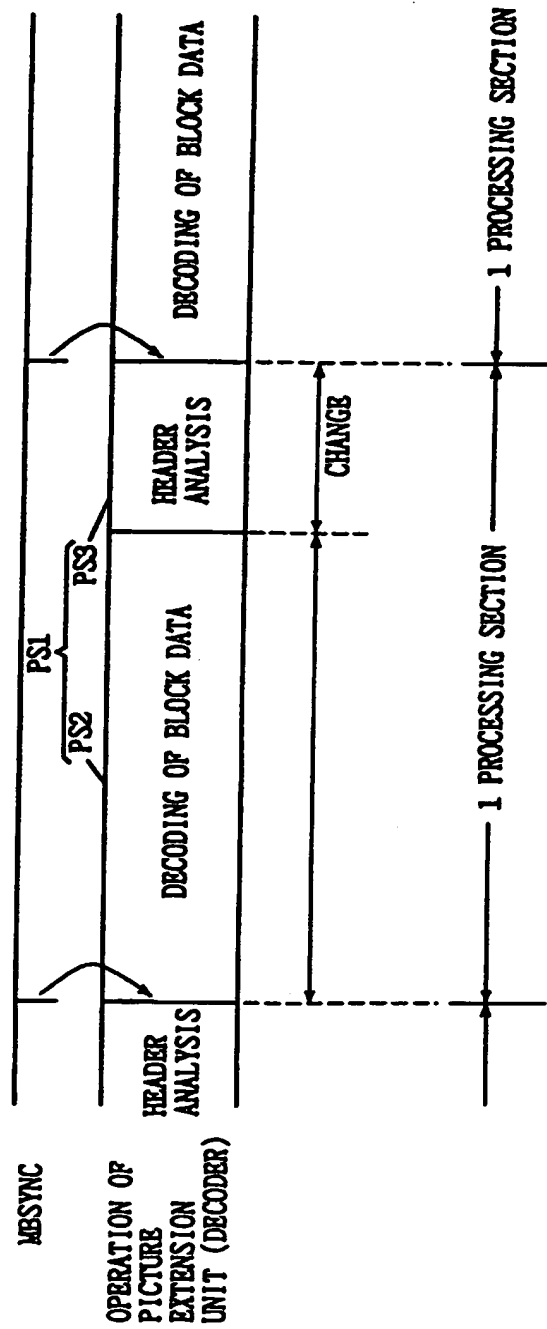 MBSYNC
PS1
PS2
PS3
OPERATION OF
PICTURE
EXTENSION
UNIT (DECODER)
HEADER
ANALYSIS
DECODING OF BLOCK DATA
HEADER
ANALYSIS
DECODING OF BLOCK DATA
CHANGE
1 PROCESSING SECTION
1 PROCESSING SECTION